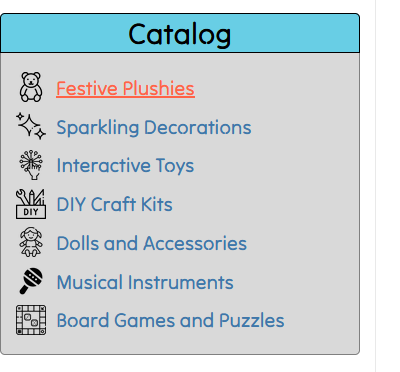 Catalog
Festive Plushies
Sparkling Decorations
Interactive Toys
DIY Craft Kits
DIY
Dolls and Accessories
Musical Instruments
Board Games and Puzzles